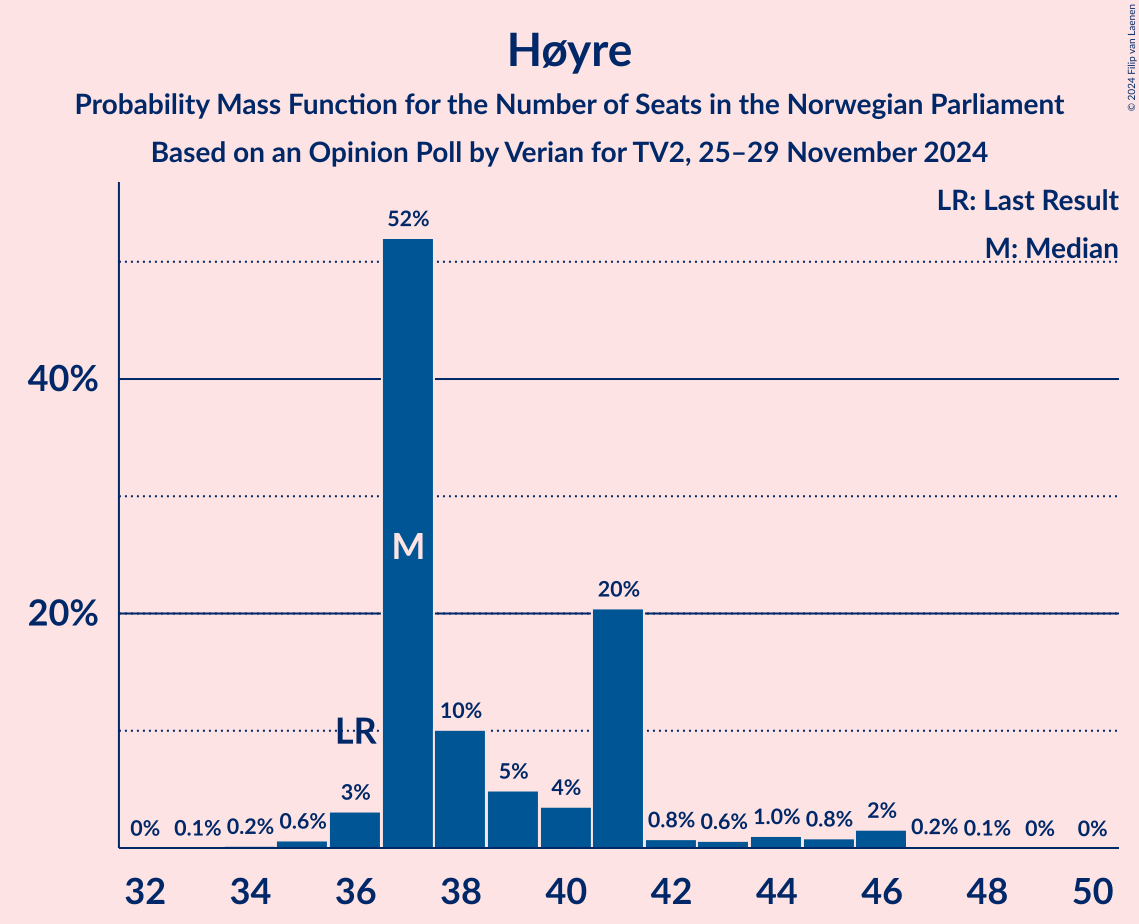 Høyre
Probability Mass Function for the Number of Seats in the Norwegian Parliament
Based on an Opinion Poll by Verian for TV2, 25–29 November 2024
© 2024 Filip van Laenen
LR: Last Result
M: Median
40%
20%
0%
0.1%
0.2%
0.6%
3%
LR
52%
M
10%
5%
4%
20%
0.8%
0.6%
1.0%
0.8%
2%
0.2%
0.1%
0%
0%
32 34 36 38 40 42 44 46 48 50